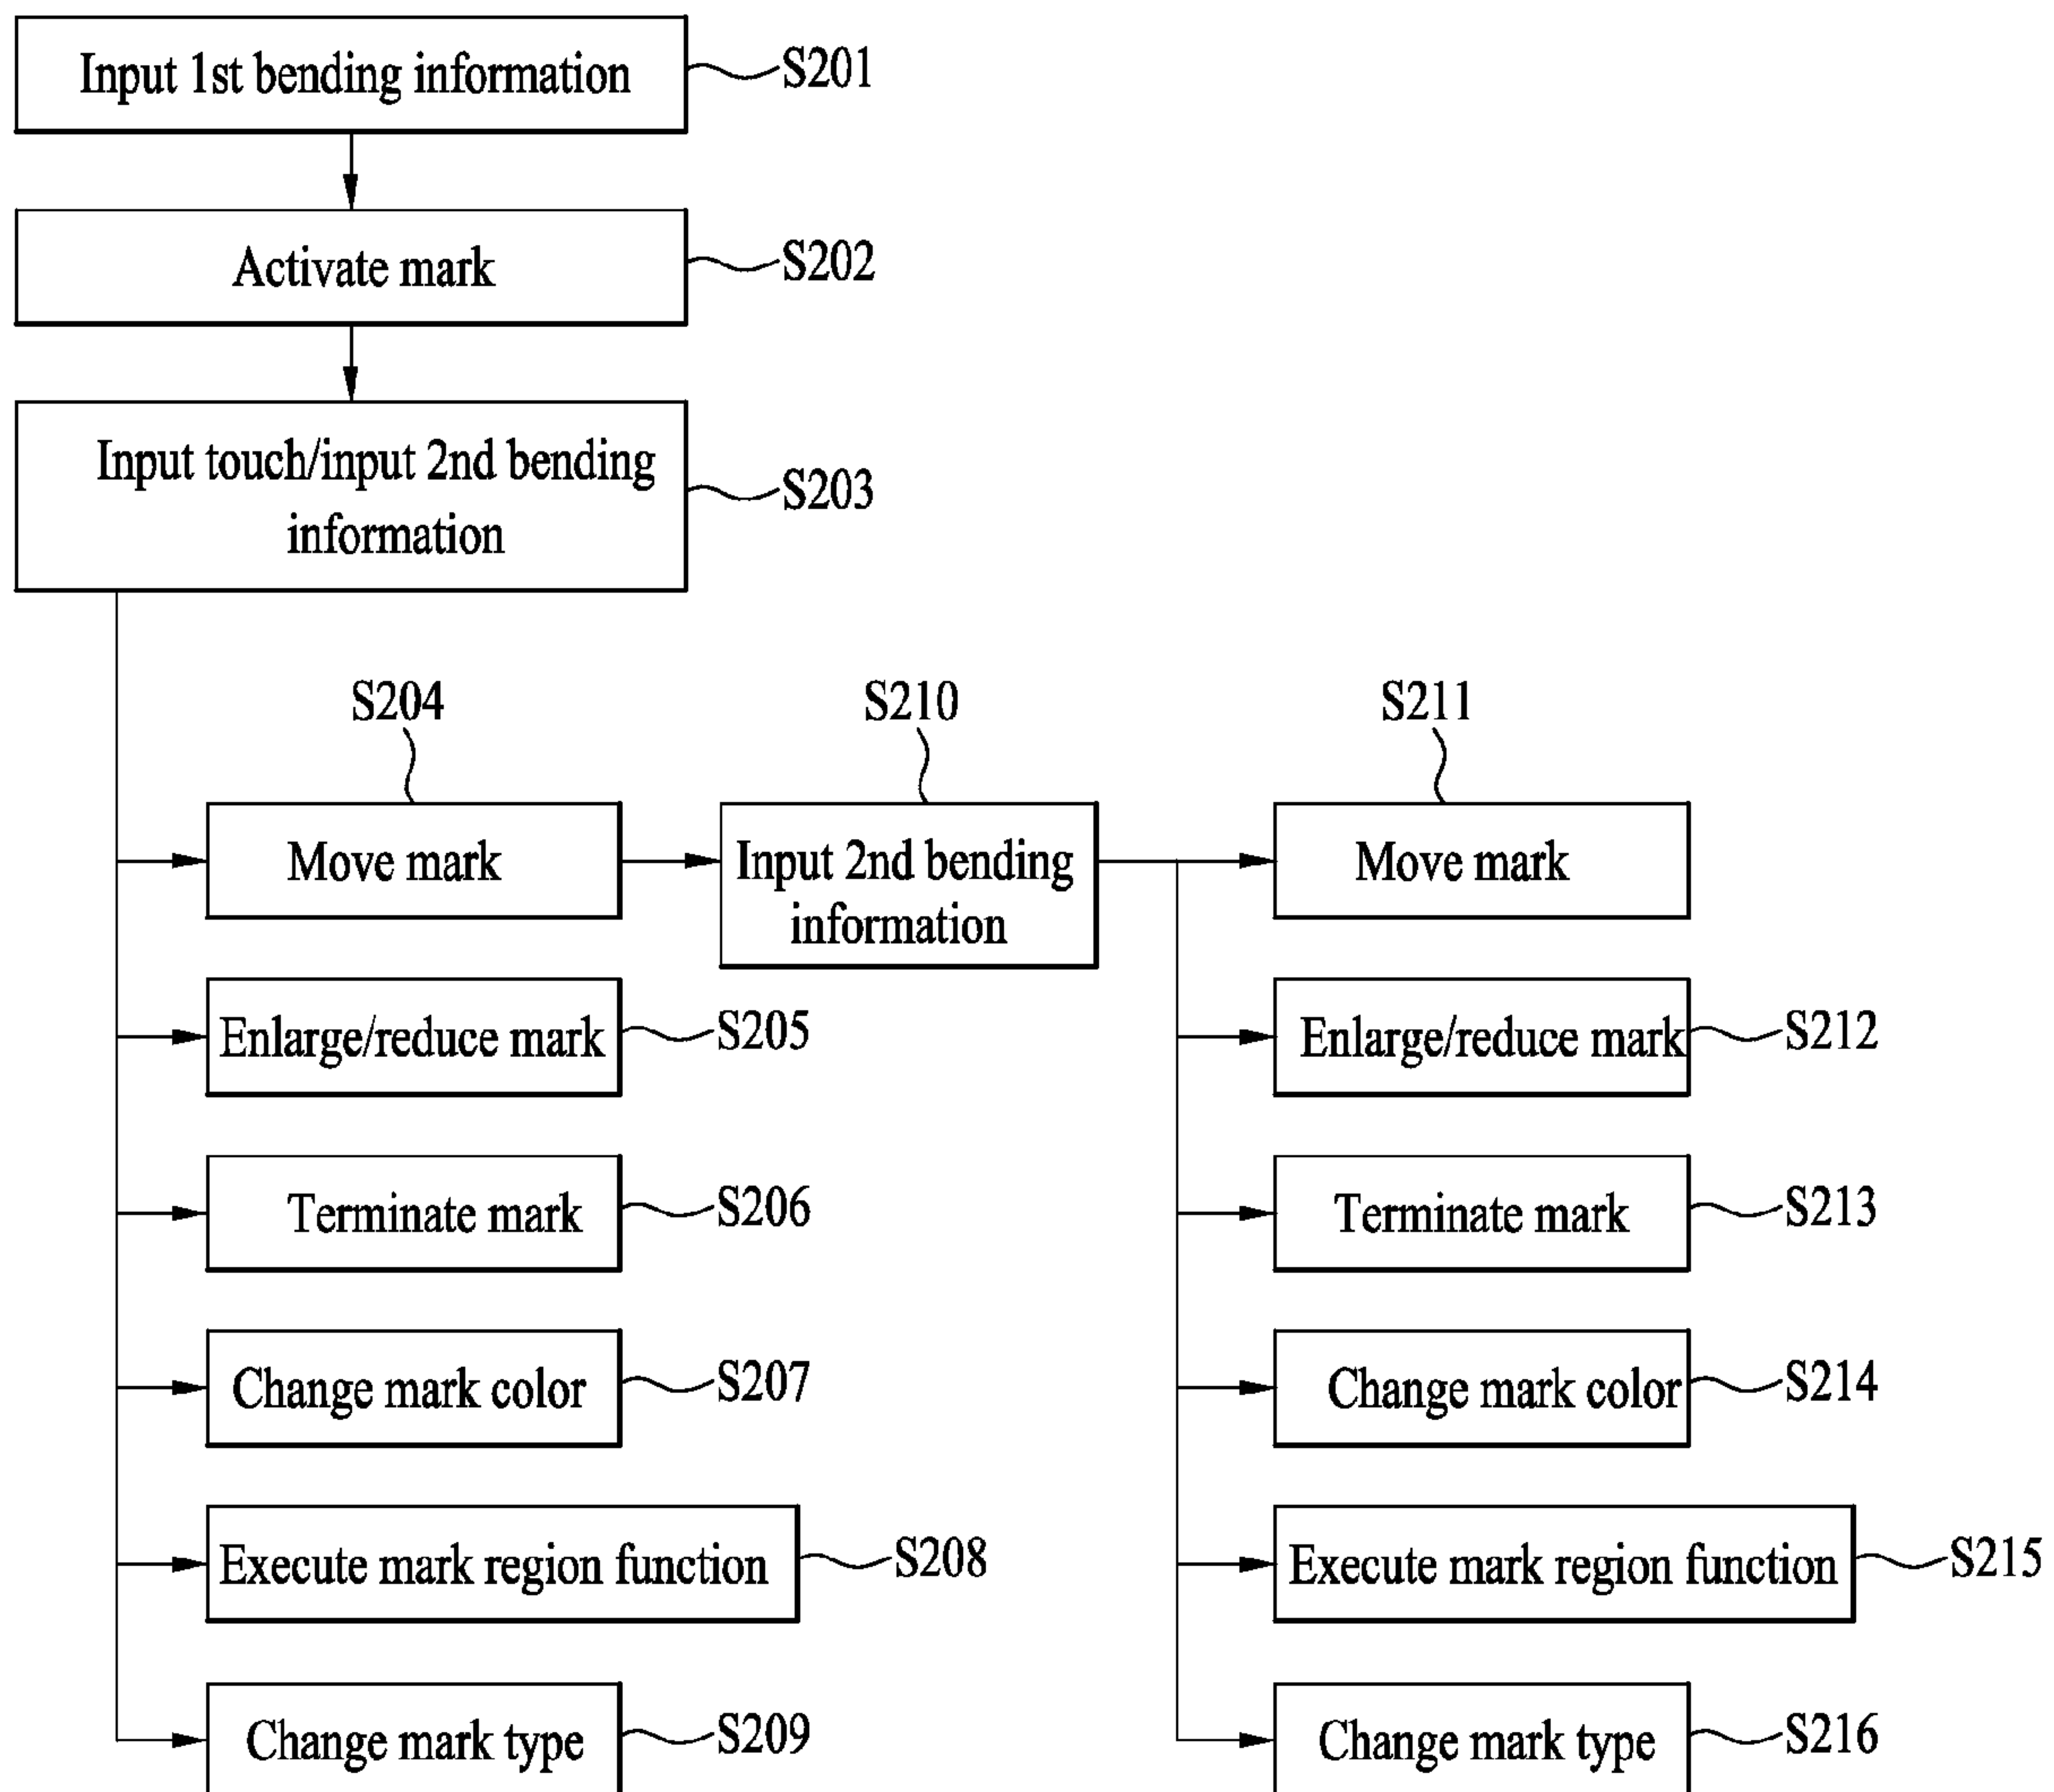 Input 1st bending information
S201
Activate mark
S202
Input touch/input 2nd bending
information
S203
S204
S210
S211
Move mark
Input 2nd bending
information
Move mark
Enlarge/reduce mark
S205
Enlarge/reduce mark
S212
Terminate mark
S206
Terminate mark
S213
Change mark color
S207
Change mark color
S214
Execute mark region function
S208
Execute mark region function
S215
Change mark type
S209
Change mark type
S216